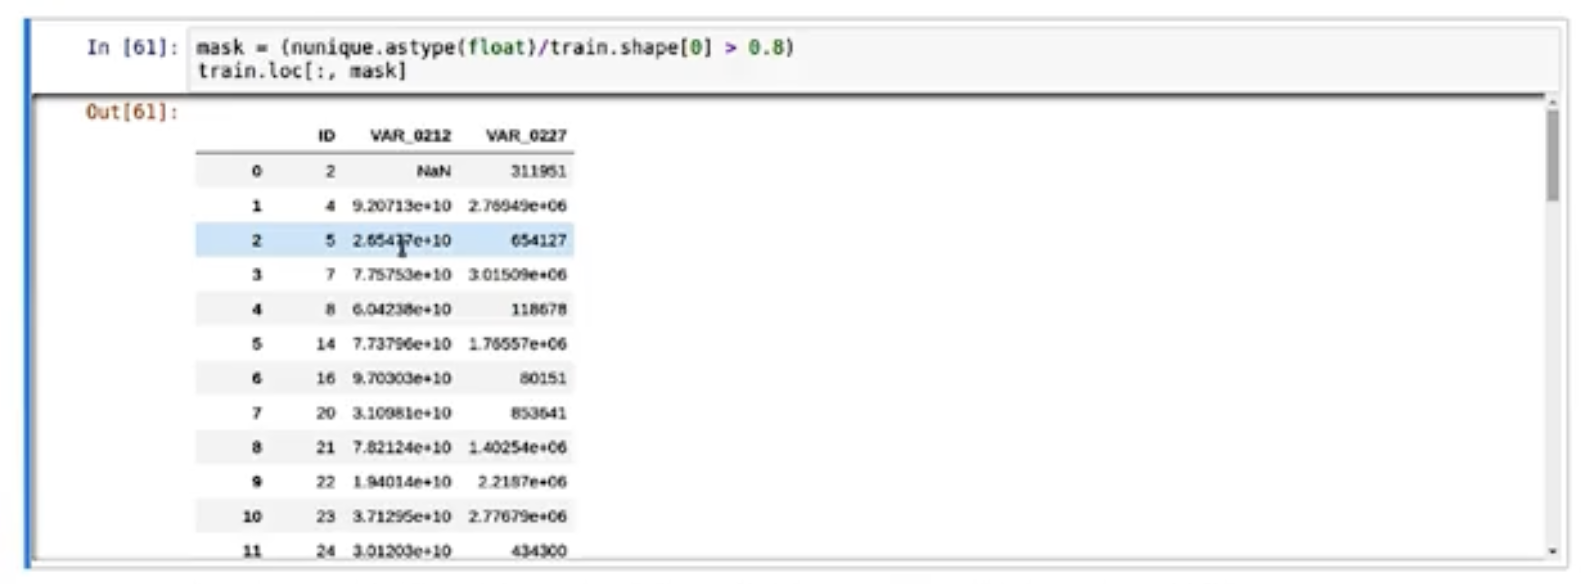 In [61]: mask = (nunique.astype(float)/train.shape[0] > 0.8)
train.loc[:, mask]
Out[61]:
ID VAR_0212 VAR_0227
0 2 NaN 311951
1 4 9.20713e+10 2.76949e+06
2 5 654127
3 7 7.75753e+10 3.01509e+06
4 8 6.04238e+10 118678
5 14 7.73796e+10 1.76557e+06
6 16 9.70303e+10 80151
7 20 3.10981e+10 853641
8 21 7.82124e+10 1.40254e+06
9 22 1.94014e+10 2.2187e+06
10 23 3.71295e+10 2.77679e+06
11 24 3.01203e+10 434300